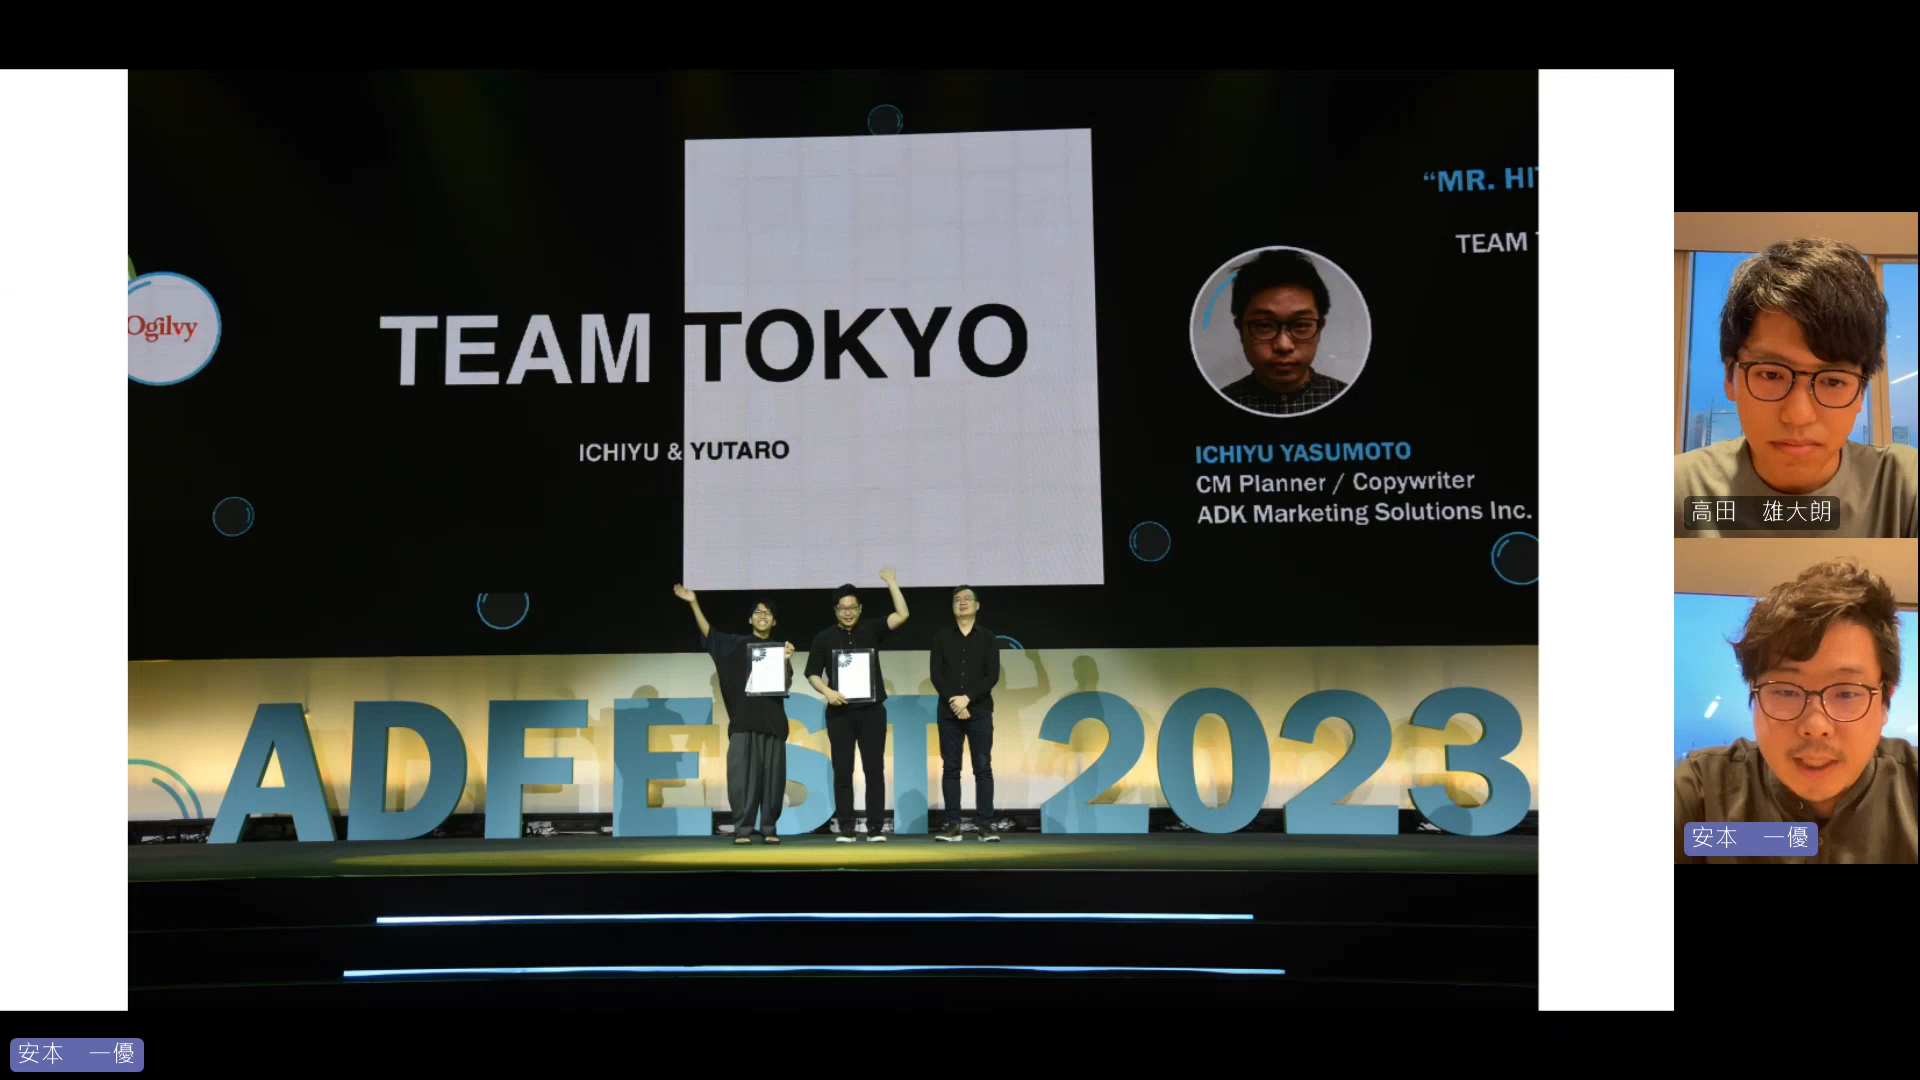 "MR. HIT
TEAM T
Ogilvy
TEAM TOKYO
ICHIYU & YUTARO
ICHIYU YASUMOTO
CM Planner / Copywriter
ADK Marketing Solutions Inc.
ADFEST 2023
高田 雄大朗
安本 一優
安本 一優